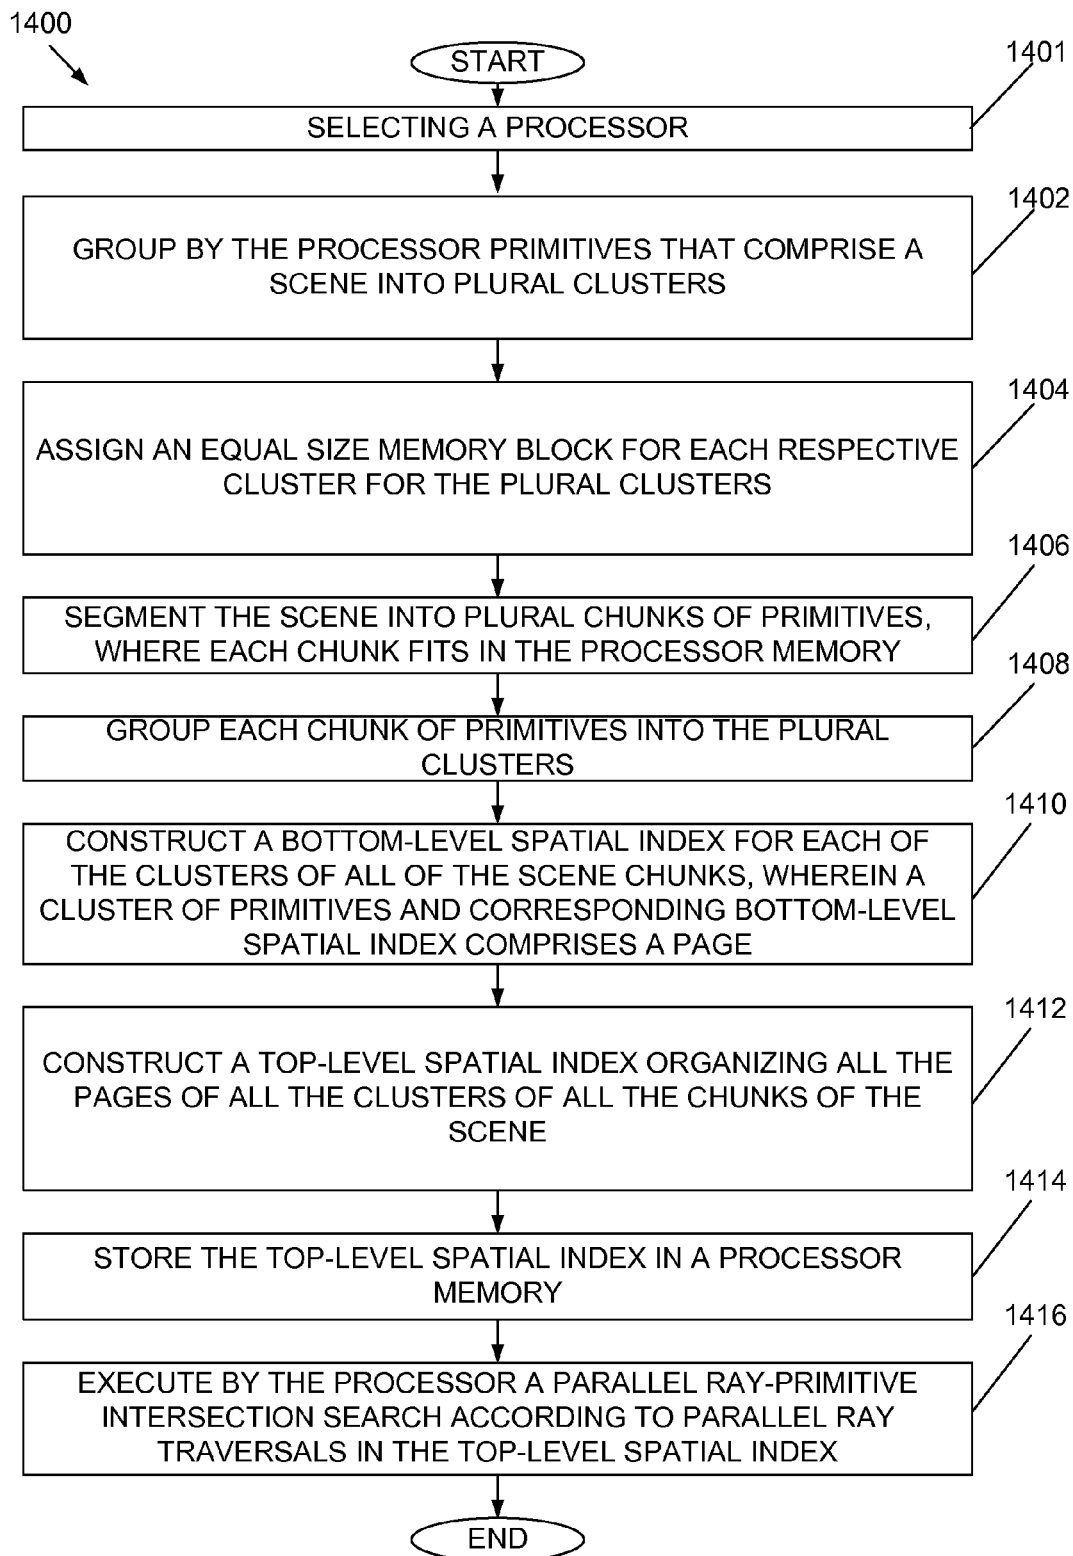 1400
START
1401
SELECTING A PROCESSOR
1402
GROUP BY THE PROCESSOR PRIMITIVES THAT COMPRISE A
SCENE INTO PLURAL CLUSTERS
1404
ASSIGN AN EQUAL SIZE MEMORY BLOCK FOR EACH RESPECTIVE
CLUSTER FOR THE PLURAL CLUSTERS
1406
SEGMENT THE SCENE INTO PLURAL CHUNKS OF PRIMITIVES,
WHERE EACH CHUNK FITS IN THE PROCESSOR MEMORY
1408
GROUP EACH CHUNK OF PRIMITIVES INTO THE PLURAL
CLUSTERS
1410
CONSTRUCT A BOTTOM-LEVEL SPATIAL INDEX FOR EACH OF
THE CLUSTERS OF ALL OF THE SCENE CHUNKS, WHEREIN A
CLUSTER OF PRIMITIVES AND CORRESPONDING BOTTOM-LEVEL
SPATIAL INDEX COMPRISES A PAGE
1412
CONSTRUCT A TOP-LEVEL SPATIAL INDEX ORGANIZING ALL THE
PAGES OF ALL THE CLUSTERS OF ALL THE CHUNKS OF THE
SCENE
1414
STORE THE TOP-LEVEL SPATIAL INDEX IN A PROCESSOR
MEMORY
1416
EXECUTE BY THE PROCESSOR A PARALLEL RAY-PRIMITIVE
INTERSECTION SEARCH ACCORDING TO PARALLEL RAY
TRAVERSALS IN THE TOP-LEVEL SPATIAL INDEX
END